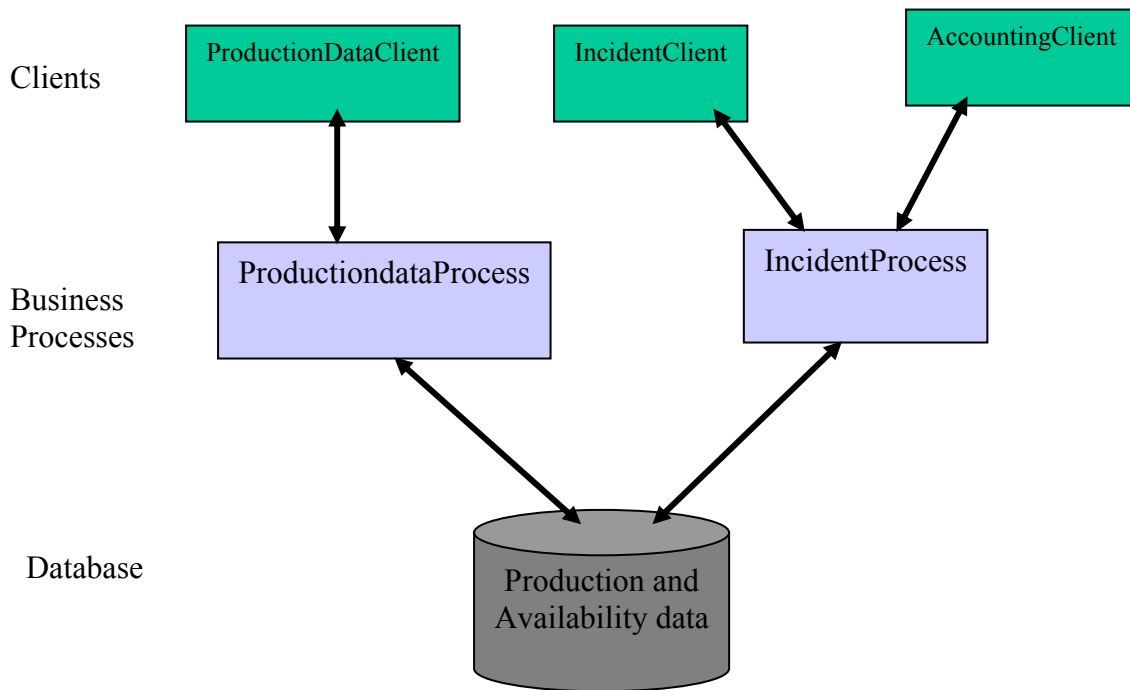 Clients
ProductionDataClient
IncidentClient
AccountingClient
Business
Processes
ProductiondataProcess
IncidentProcess
Database
Production and
Availability data